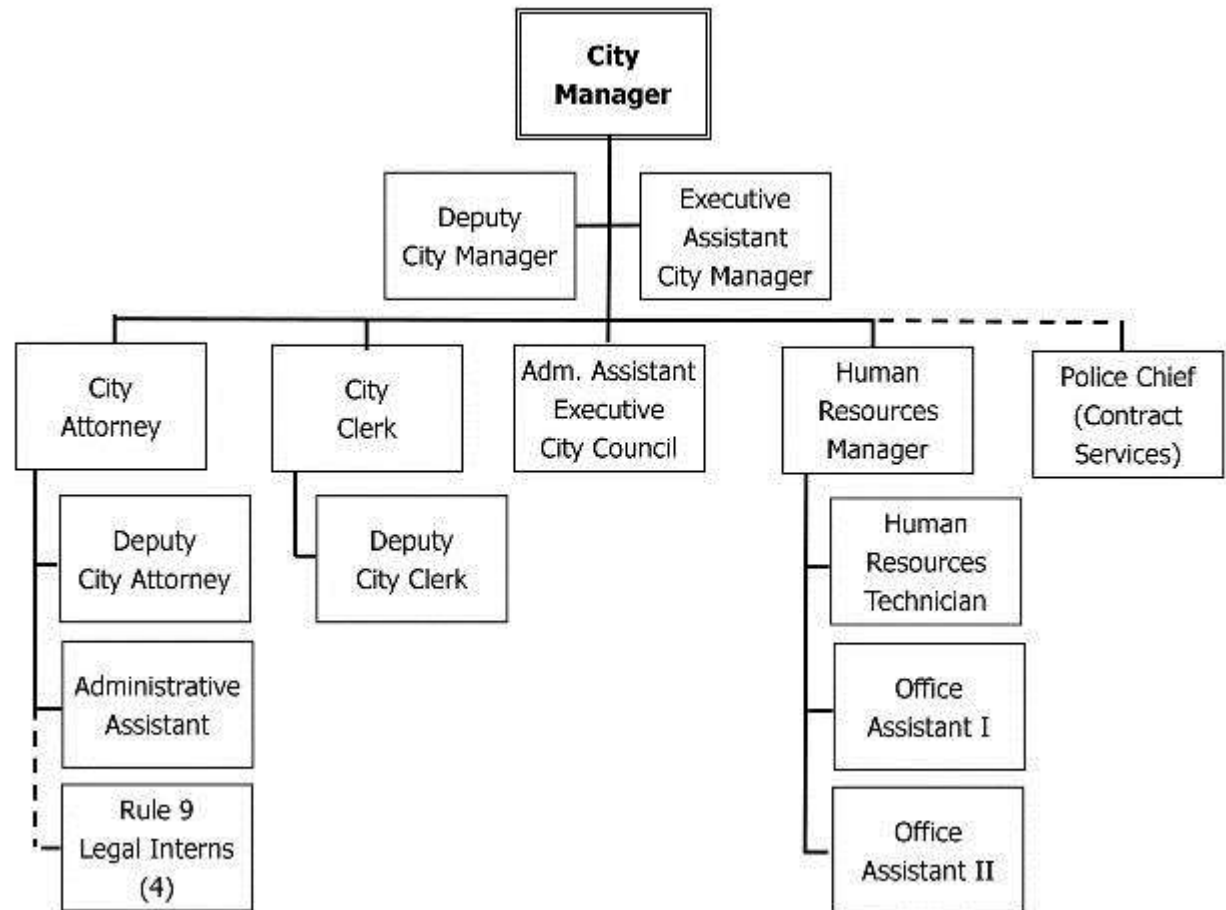 City
Manager
Deputy
City Manager
Executive
Assistant
City Manager
City
Attorney
City
Clerk
Adm. Assistant
Executive
City Council
Human
Resources
Manager
Police Chief
(Contract
Services)
Deputy
City Attorney
Deputy
City Clerk
Human
Resources
Technician
Administrative
Assistant
Office
Assistant I
Rule 9
Legal Interns
(4)
Office
Assistant II